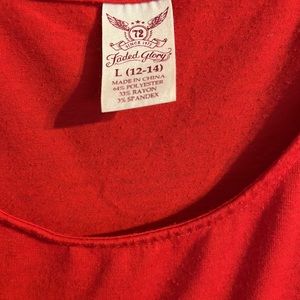 72
SINCE 1972
Faded Glory
L (12-14)
MADE IN CHINA
64% POLYESTER
33% RAYON
3% SPANDEX